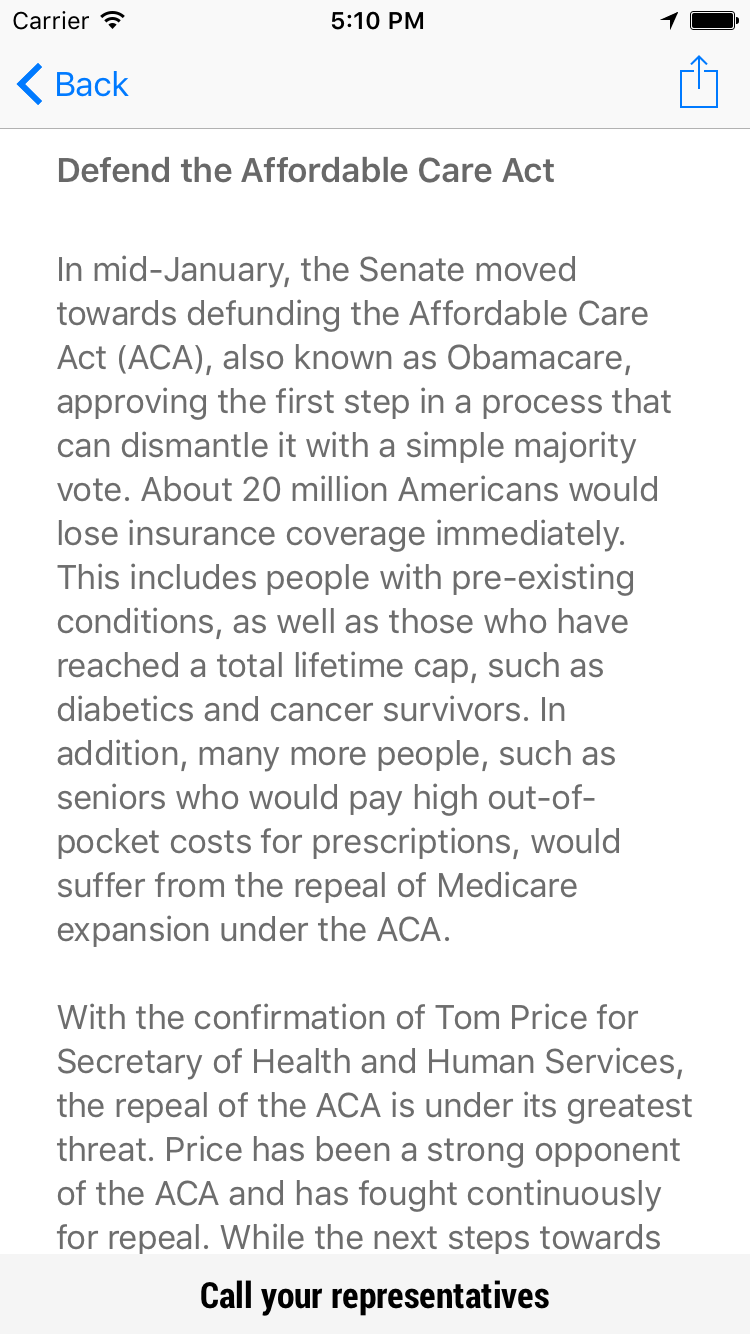 Carrier 5:10 PM
Back
Defend the Affordable Care Act
In mid-January, the Senate moved
towards defunding the Affordable Care
Act (ACA), also known as Obamacare,
approving the first step in a process that
can dismantle it with a simple majority
vote. About 20 million Americans would
lose insurance coverage immediately.
This includes people with pre-existing
conditions, as well as those who have
reached a total lifetime cap, such as
diabetics and cancer survivors. In
addition, many more people, such as
seniors who would pay high out-of-
pocket costs for prescriptions, would
suffer from the repeal of Medicare
expansion under the ACA.
With the confirmation of Tom Price for
Secretary of Health and Human Services,
the repeal of the ACA is under its greatest
threat. Price has been a strong opponent
of the ACA and has fought continuously
for repeal. While the next steps towards
Call your representatives